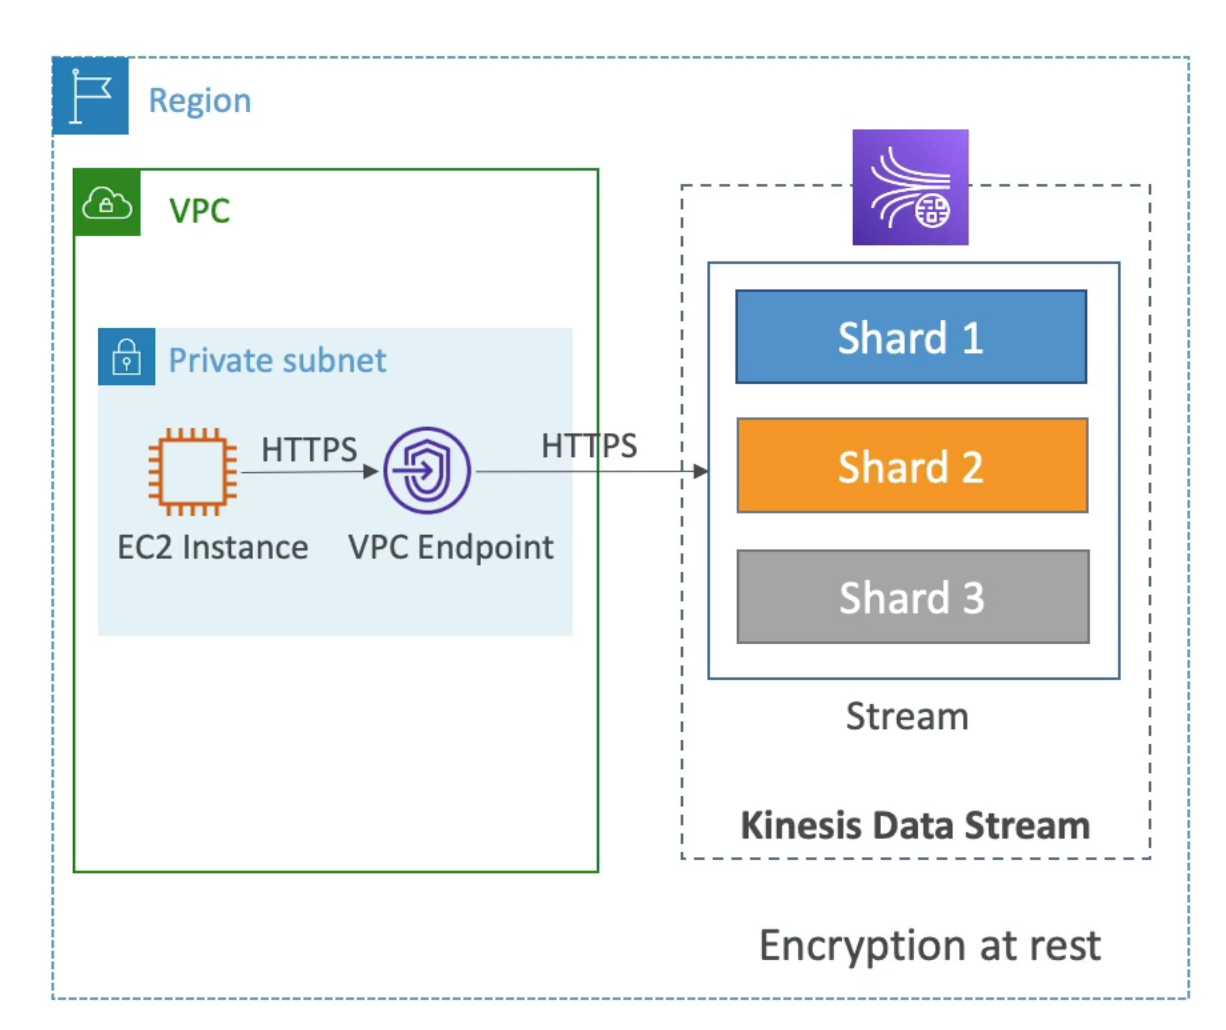 Region
VPC
Private subnet
HTTPS
HTTPS
EC2 Instance
VPC Endpoint
Shard 1
Shard 2
Shard 3
Stream
Kinesis Data Stream
Encryption at rest